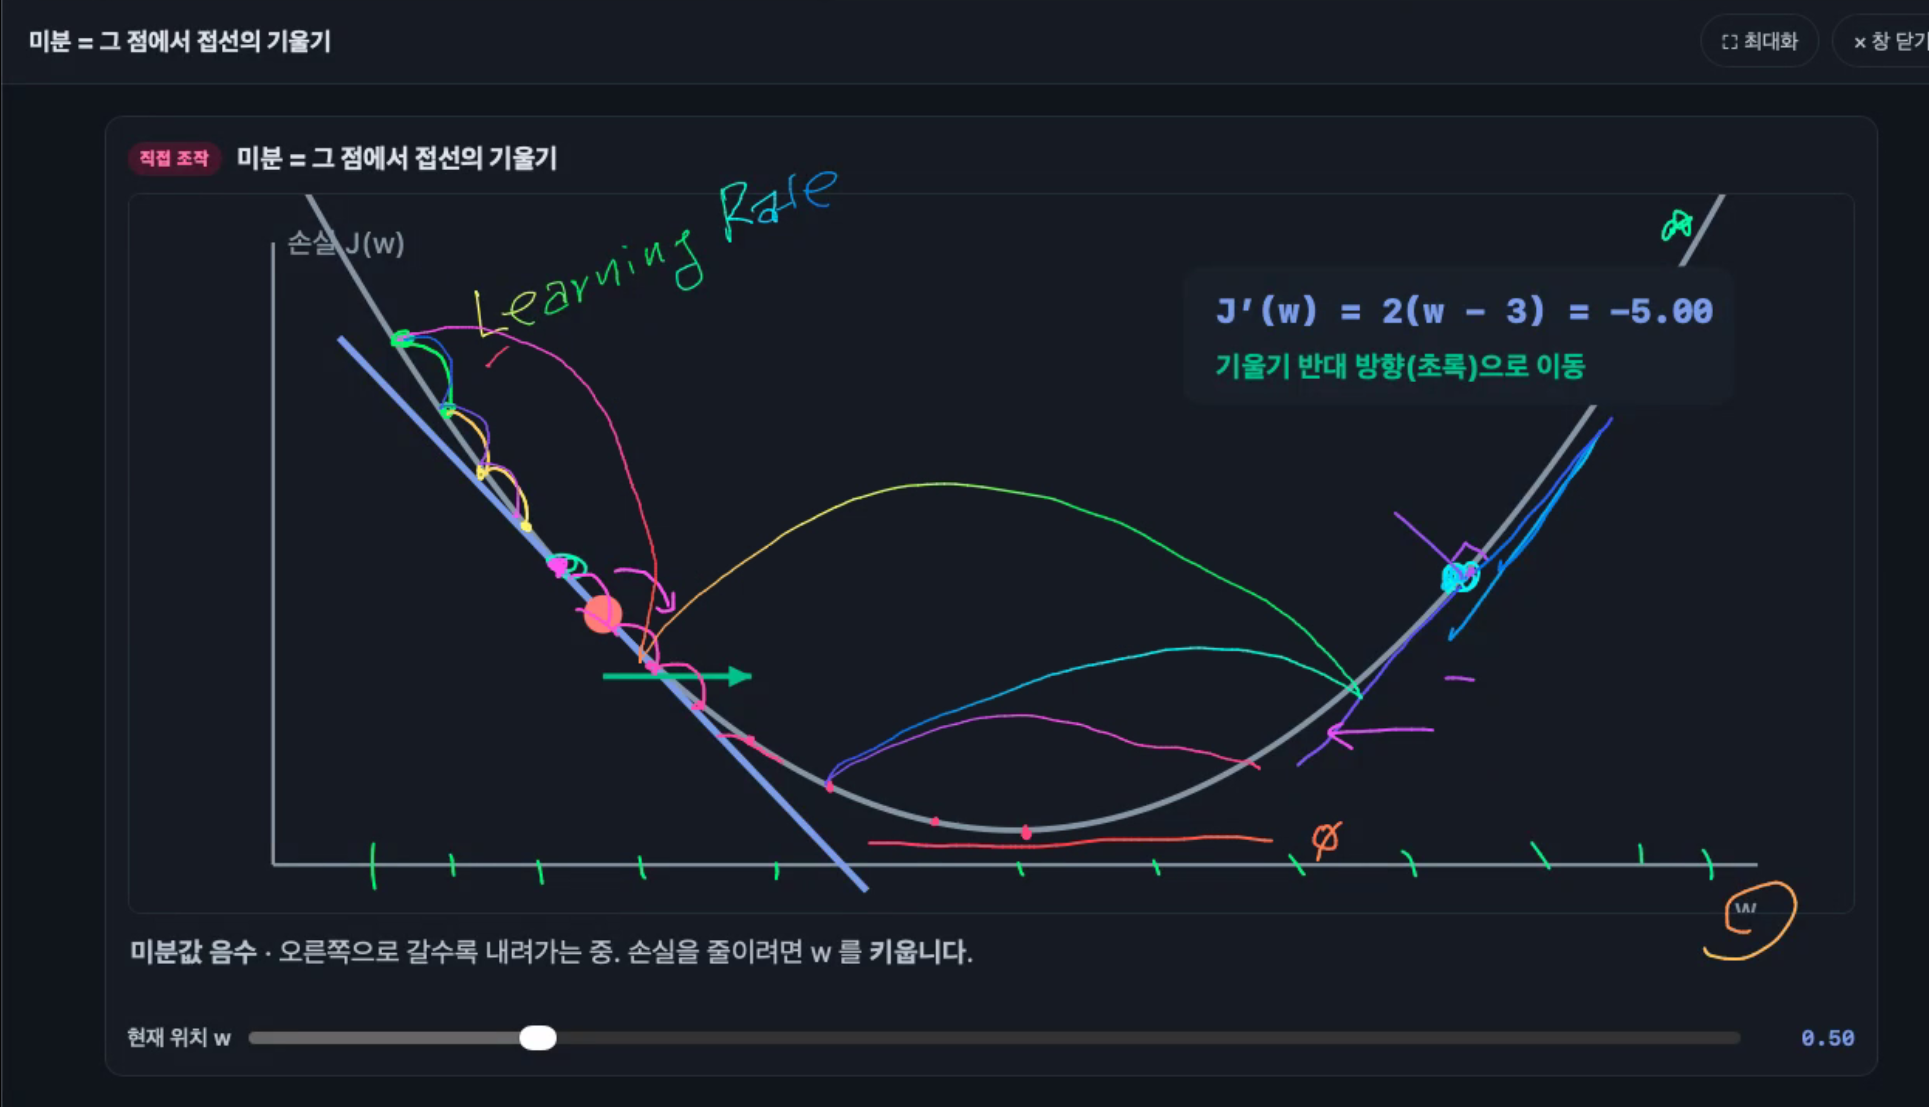 미분 = 그 점에서 접선의 기울기
최대화
× 창 닫기
직접 조작
미분 = 그 점에서 접선의 기울기
Learning Rate
손실 J(w)
J′(w) = 2(w − 3) = −5.00
기울기 반대 방향(초록)으로 이동
w
미분값 음수 · 오른쪽으로 갈수록 내려가는 중. 손실을 줄이려면 w 를 키웁니다.
현재 위치 w
0.50